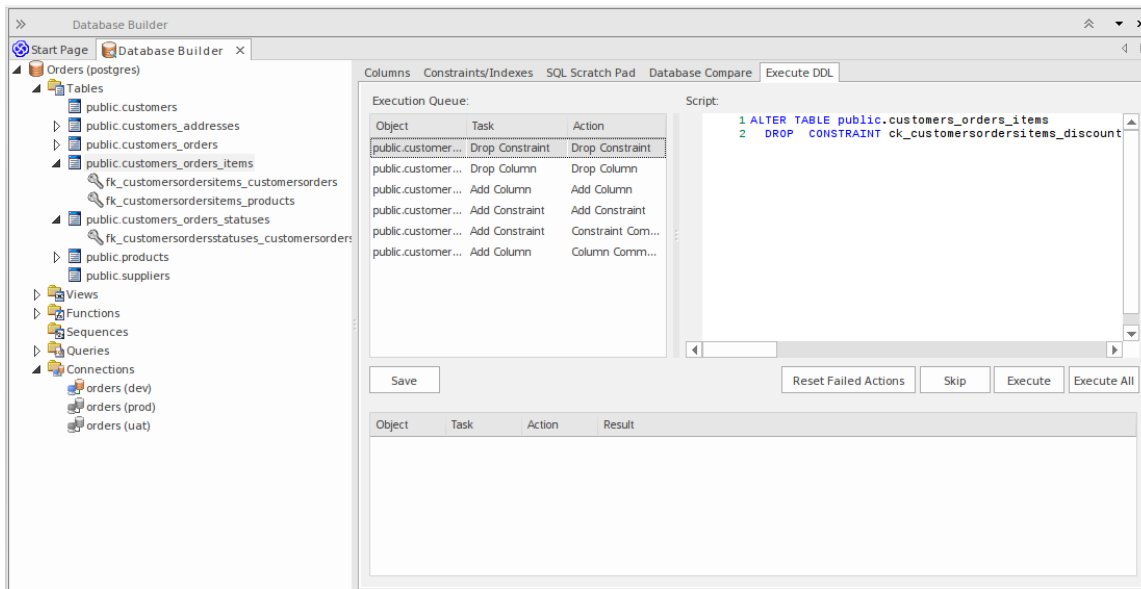 Database Builder
Start Page
Database Builder
Orders (postgres)
Tables
public.customers
public.customers_addresses
public.customers_orders
public.customers_orders_items
fk_customersordersitems_customersorders
fk_customersordersitems_products
public.customers_orders_statuses
fk_customersordersstatuses_customersorders
public.products
public.suppliers
Views
Functions
Sequences
Queries
Connections
orders (dev)
orders (prod)
orders (uat)
Columns Constraints/Indexes SQL Scratch Pad Database Compare Execute DDL
Execution Queue:
Object Task Action
public.customer... Drop Constraint Drop Constraint
public.customer... Drop Column Drop Column
public.customer... Add Column Add Column
public.customer... Add Constraint Add Constraint
public.customer... Add Constraint Constraint Com...
public.customer... Add Column Column Comm...
Script:
1 ALTER TABLE public.customers_orders_items
2 DROP CONSTRAINT ck_customersordersitems_discount
Save Reset Failed Actions Skip Execute Execute All
Object Task Action Result